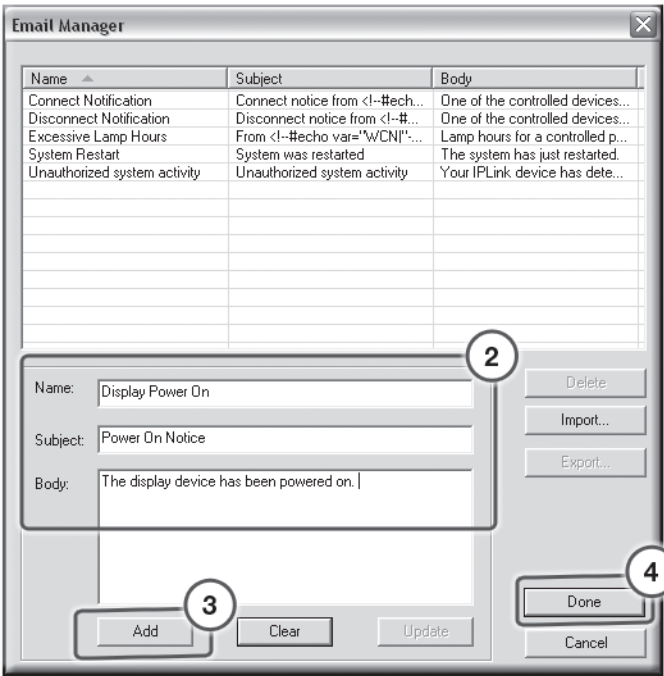 Email Manager
Name Subject Body
Connect Notification Connect notice from <!--#ech... One of the controlled devices...
Disconnect Notification Disconnect notice from <!--#... One of the controlled devices...
Excessive Lamp Hours From <!--#echo var="WCN|"-... Lamp hours for a controlled p...
System Restart System was restarted The system has just restarted.
Unauthorized system activity Unauthorized system activity Your IPLink device has dete...
2
Name: Display Power On
Delete
Subject: Power On Notice
Import...
Body: The display device has been powered on.
Export...
3
4
Add Clear Update
Done
Cancel